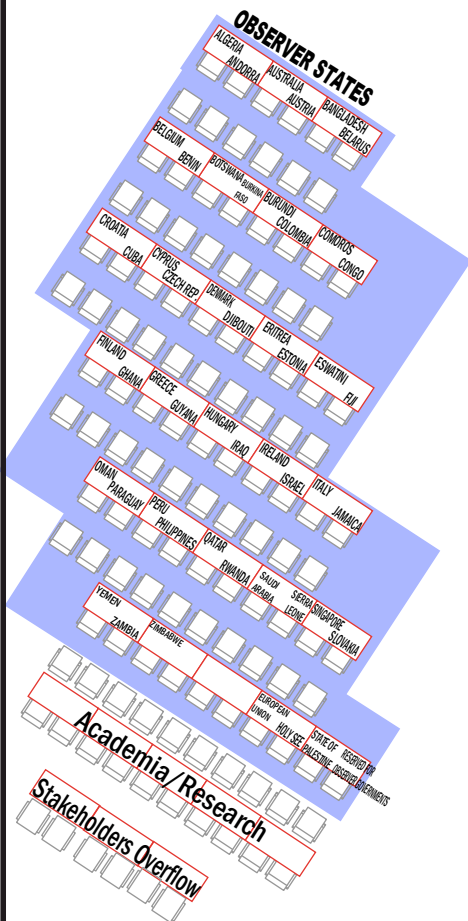 OBSERVER STATES
ALGERIA
ANDORRA
AUSTRALIA
AUSTRIA
BANGLADESH
BELARUS
BELGIUM
BENIN
BOTSWANA
BURKINA
FASO
BURUNDI
COLOMBIA
COMOROS
CONGO
CROATIA
CUBA
CYPRUS
CZECH REP
DENMARK
DJIBOUTI
ERITREA
ESTONIA
ESWATINI
FIJI
FINLAND
GHANA
GREECE
GUYANA
HUNGARY
IRAQ
IRELAND
ISRAEL
ITALY
JAMAICA
OMAN
PARAGUAY
PERU
PHILIPPINES
QATAR
RWANDA
SAUDI
ARABIA
SIERRA
LEONE
SINGAPORE
SLOVAKIA
YEMEN
ZAMBIA
ZIMBABWE
EUROPEAN
UNION
HOLY SEE
STATE OF
PALESTINE
RESERVED FOR
OBSERVER GOVERNMENTS
Academia/Research
Stakeholders Overflow